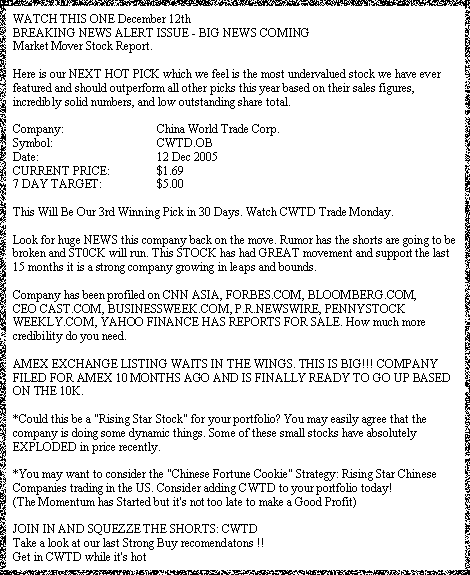 WATCH THIS ONE December 12th
BREAKING NEWS ALERT ISSUE - BIG NEWS COMING
Market Mover Stock Report.
Here is our NEXT HOT PICK which we feel is the most undervalued stock we have ever
featured and should outperform all other picks this year based on their sales figures,
incredibly solid numbers, and low outstanding share total.
Company: China World Trade Corp.
Symbol: CWTD.OB
Date: 12 Dec 2005
CURRENT PRICE: $1.69
7 DAY TARGET: $5.00
This Will Be Our 3rd Winning Pick in 30 Days. Watch CWTD Trade Monday.
Look for huge NEWS this company back on the move. Rumor has the shorts are going to be
broken and ST0CK will run. This STOCK has had GREAT movement and support the last
15 months it is a strong company growing in leaps and bounds.
Company has been profiled on CNN ASIA, FORBES.COM, BLOOMBERG.COM,
CEO CAST.COM, BUSINESSWEEK.COM, P.R.NEWSWIRE, PENNYSTOCK
WEEKLY.COM, YAHOO FINANCE HAS REPORTS FOR SALE. How much more
credibility do you need.
AMEX EXCHANGE LISTING WAITS IN THE WINGS. THIS IS BIG!!! COMPANY
FILED FOR AMEX 10 MONTHS AGO AND IS FINALLY READY TO GO UP BASED
ON THE 10K.
*Could this be a "Rising Star Stock" for your portfolio? You may easily agree that the
company is doing some dynamic things. Some of these small stocks have absolutely
EXPLODED in price recently.
*You may want to consider the "Chinese Fortune Cookie" Strategy: Rising Star Chinese
Companies trading in the US. Consider adding CWTD to your portfolio today!
(The Momentum has Started but it's not too late to make a Good Profit)
JOIN IN AND SQUEZZE THE SHORTS: CWTD
Take a look at our last Strong Buy recomendatons !!
Get in CWTD while it's hot